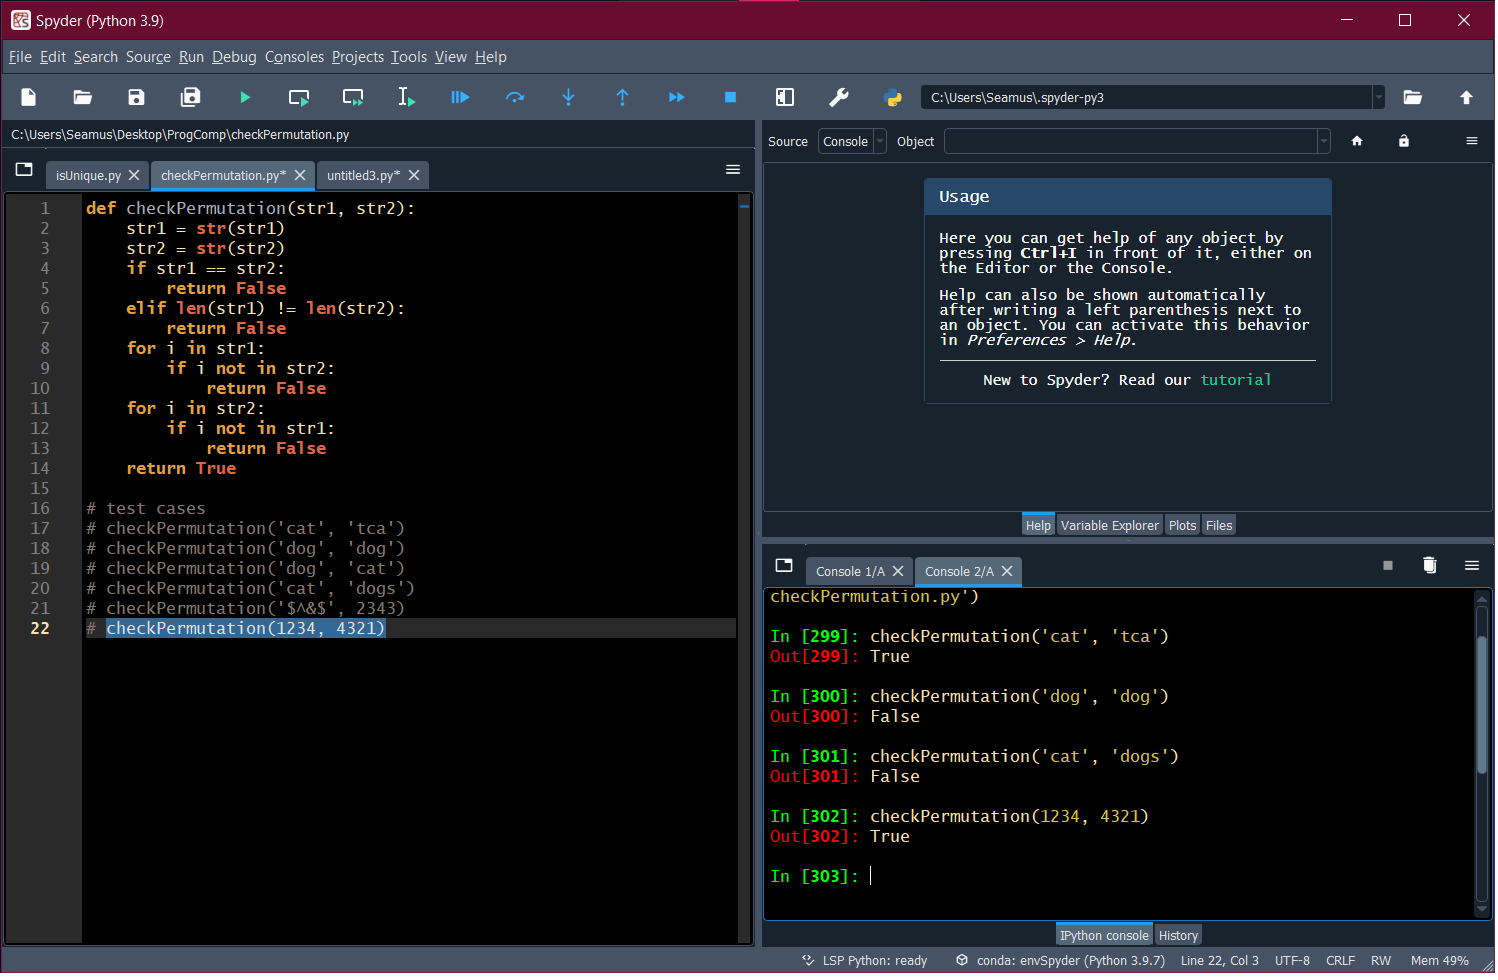 Spyder (Python 3.9)
File Edit Search Source Run Debug Consoles Projects Tools View Help
C:\Users\Seamus\.spyder-py3
C:\Users\Seamus\Desktop\ProgComp\checkPermutation.py
isUnique.py checkPermutation.py* untitled3.py*
1 def checkPermutation(str1, str2):
2     str1 = str(str1)
3     str2 = str(str2)
4     if str1 == str2:
5         return False
6     elif len(str1) != len(str2):
7         return False
8     for i in str1:
9         if i not in str2:
10             return False
11     for i in str2:
12         if i not in str1:
13             return False
14     return True
15
16 # test cases
17 # checkPermutation('cat', 'tca')
18 # checkPermutation('dog', 'dog')
19 # checkPermutation('dog', 'cat')
20 # checkPermutation('cat', 'dogs')
21 # checkPermutation('$^&$', 2343)
22 # checkPermutation(1234, 4321)
Source Console Object
Usage
Here you can get help of any object by
pressing Ctrl+I in front of it, either on
the Editor or the Console.
Help can also be shown automatically
after writing a left parenthesis next to
an object. You can activate this behavior
in Preferences > Help.
New to Spyder? Read our tutorial
Help Variable Explorer Plots Files
Console 1/A Console 2/A
checkPermutation.py')
In [299]: checkPermutation('cat', 'tca')
Out[299]: True
In [300]: checkPermutation('dog', 'dog')
Out[300]: False
In [301]: checkPermutation('cat', 'dogs')
Out[301]: False
In [302]: checkPermutation(1234, 4321)
Out[302]: True
In [303]:
IPython console History
LSP Python: ready conda: envSpyder (Python 3.9.7) Line 22, Col 3 UTF-8 CRLF RW Mem 49%